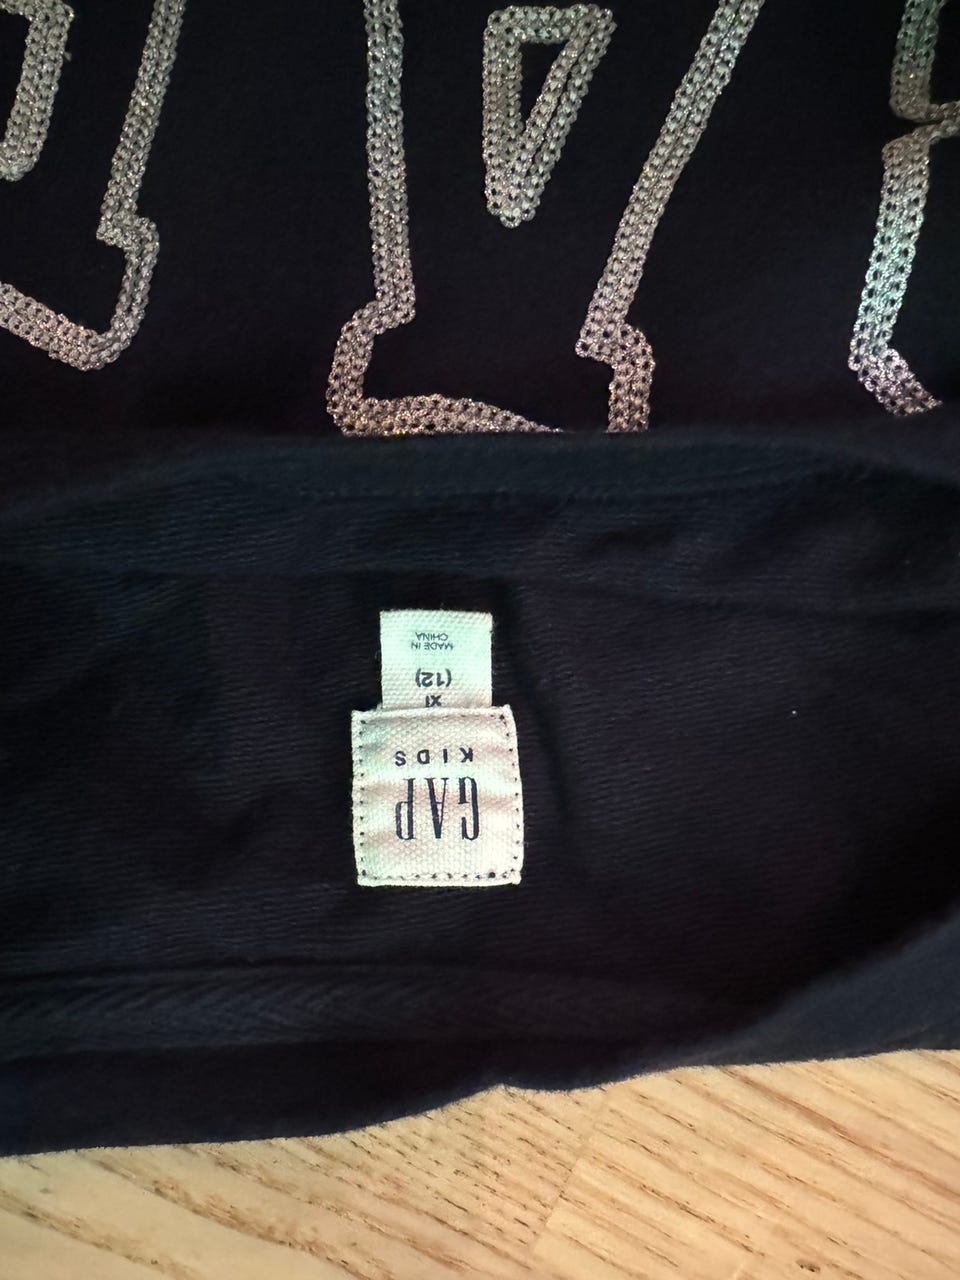 GAP
KIDS
XL
(12)
MADE IN
CHINA